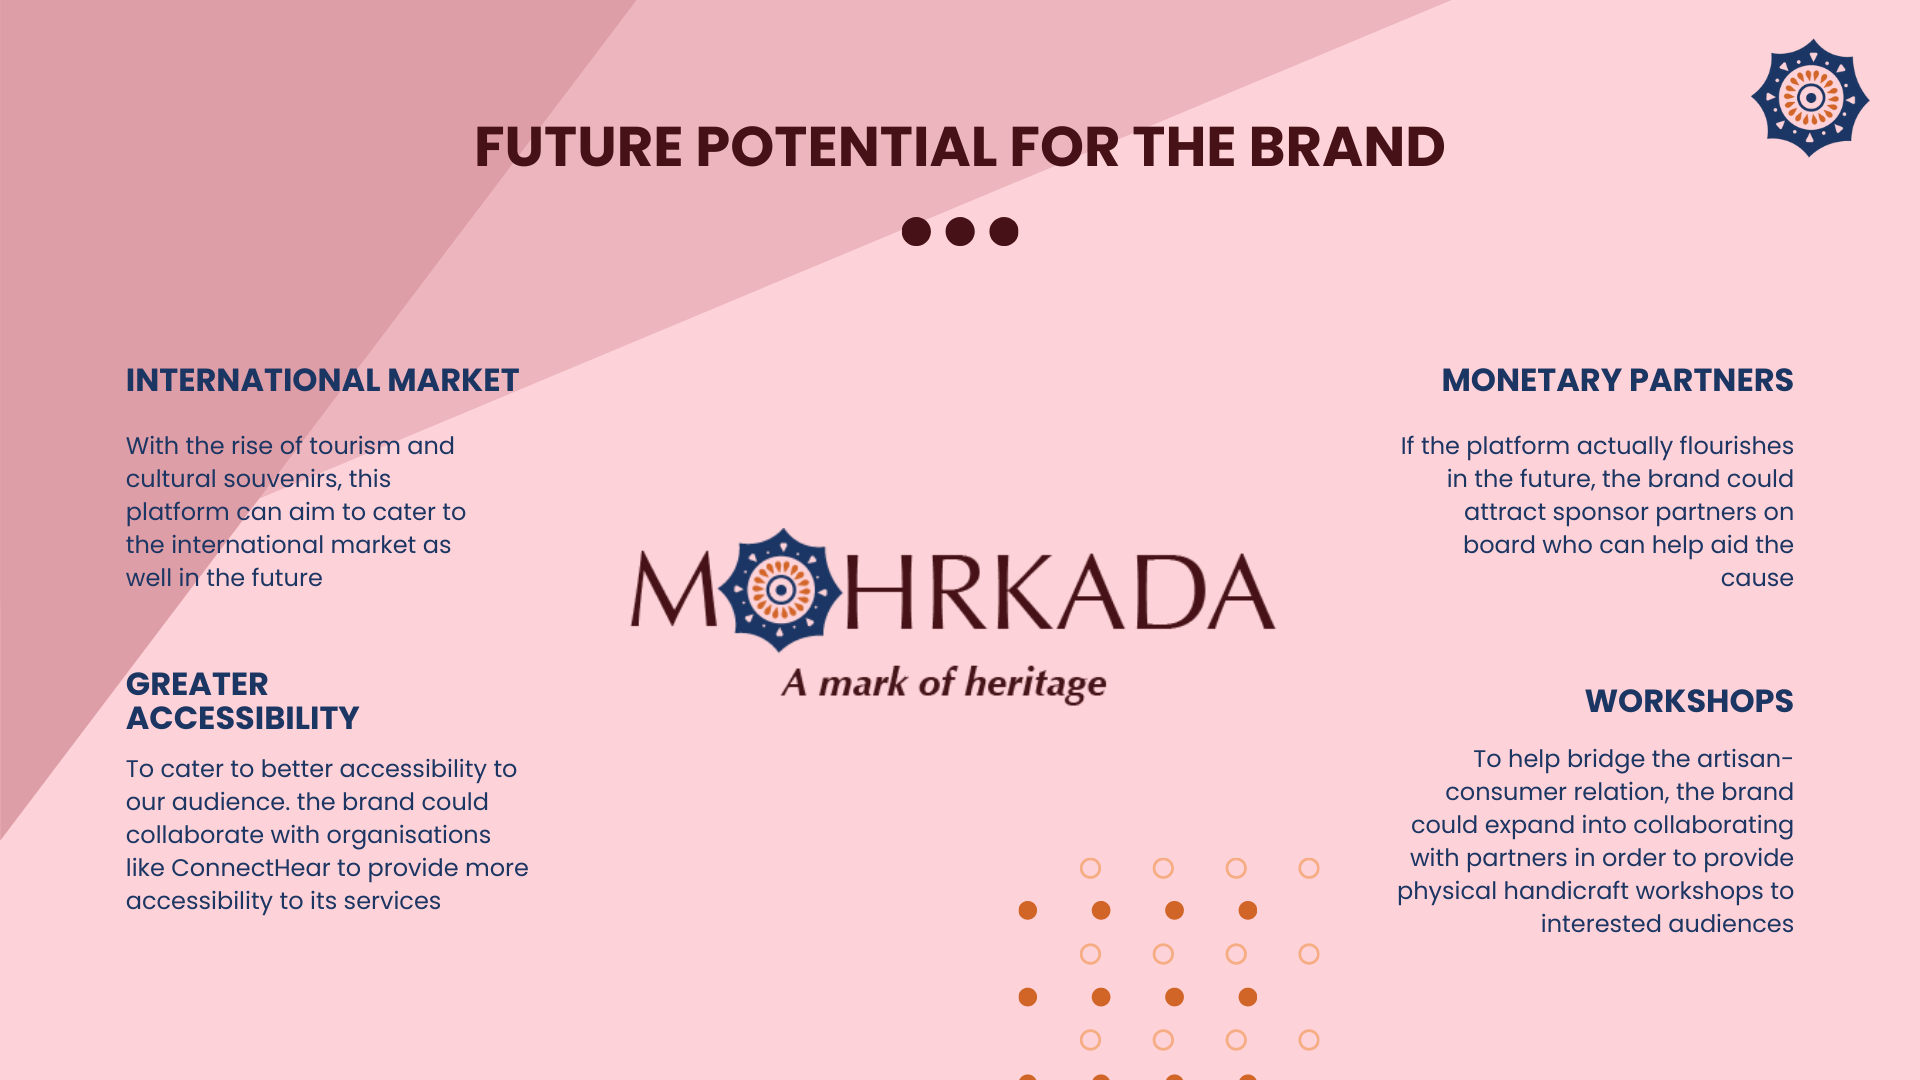 FUTURE POTENTIAL FOR THE BRAND
INTERNATIONAL MARKET
With the rise of tourism and
cultural souvenirs, this
platform can aim to cater to
the international market as
well in the future
GREATER
ACCESSIBILITY
To cater to better accessibility to
our audience. the brand could
collaborate with organisations
like ConnectHear to provide more
accessibility to its services
MOHRKADA
A mark of heritage
MONETARY PARTNERS
If the platform actually flourishes
in the future, the brand could
attract sponsor partners on
board who can help aid the
cause
WORKSHOPS
To help bridge the artisan-
consumer relation, the brand
could expand into collaborating
with partners in order to provide
physical handicraft workshops to
interested audiences